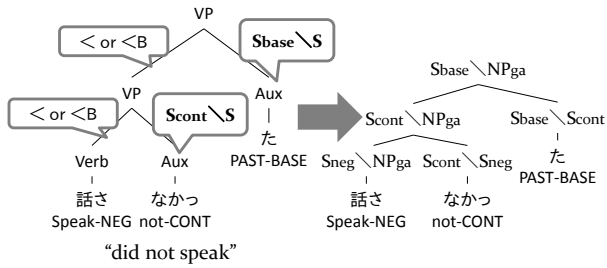 VP
< or <B
Sbase＼S
VP
Aux
< or <B
Scont＼S
た
PAST-BASE
Verb
Aux
話さ
なかっ
Speak-NEG
not-CONT
"did not speak"
Sbase＼NPga
Scont＼NPga
Sbase＼Scont
た
PAST-BASE
Sneg＼NPga
Scont＼Sneg
話さ
なかっ
Speak-NEG
not-CONT